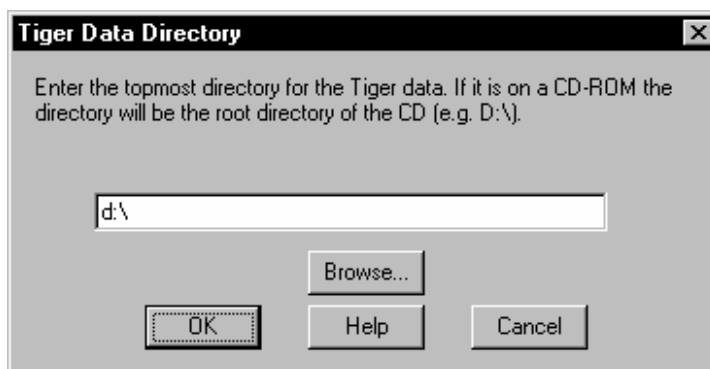 Tiger Data Directory
Enter the topmost directory for the Tiger data. If it is on a CD-ROM the
directory will be the root directory of the CD (e.g. D:\).
d:\
Browse...
OK
Help
Cancel